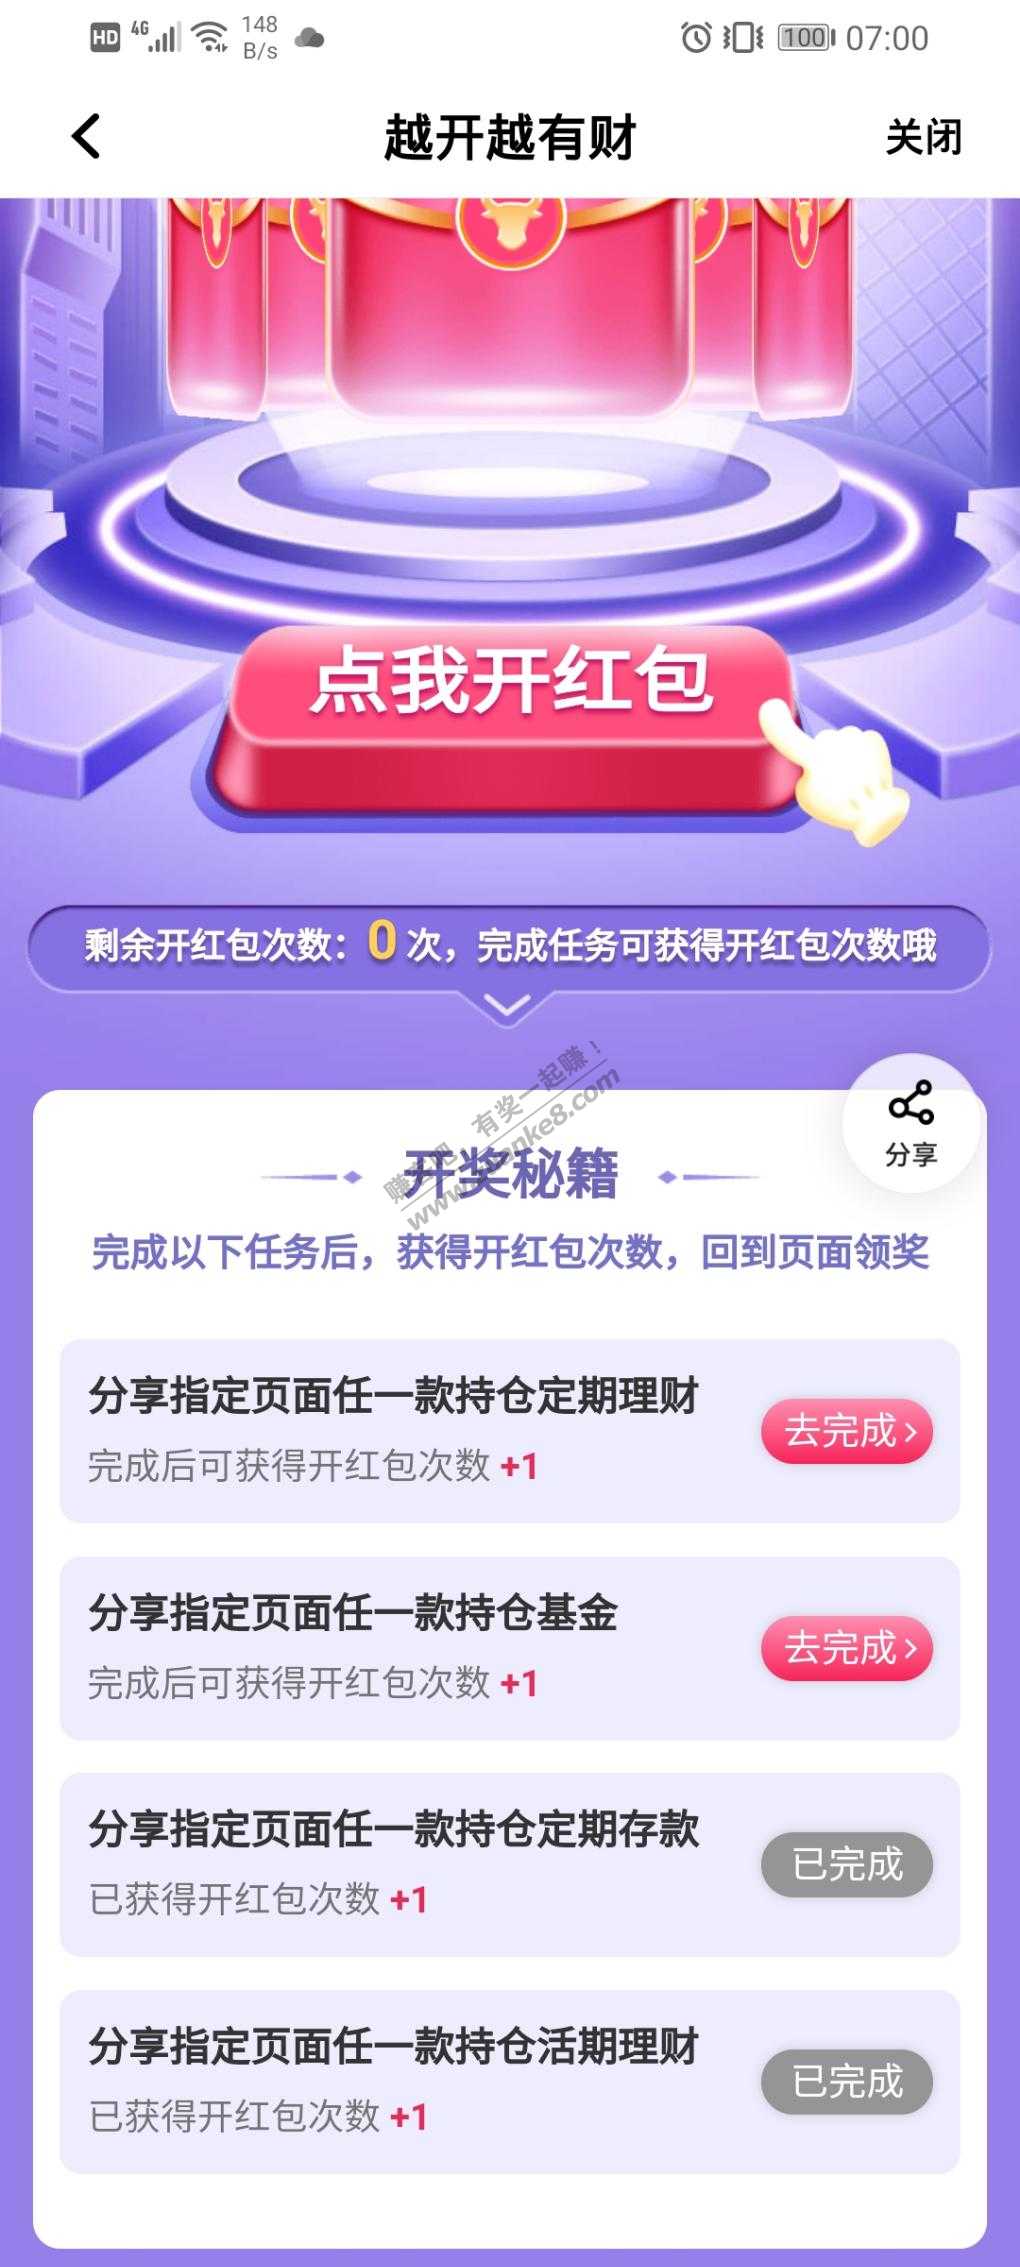 HD 4G 148 B/s 100 07:00
越开越有财
关闭
点我开红包
剩余开红包次数：0次，完成任务可获得开红包次数哦
分享
赚客吧，有奖一起赚！
www.zuanke8.com
开奖秘籍
完成以下任务后，获得开红包次数，回到页面领奖
分享指定页面任一款持仓定期理财
完成后可获得开红包次数 +1
去完成
分享指定页面任一款持仓基金
完成后可获得开红包次数 +1
去完成
分享指定页面任一款持仓定期存款
已获得开红包次数 +1
已完成
分享指定页面任一款持仓活期理财
已获得开红包次数 +1
已完成